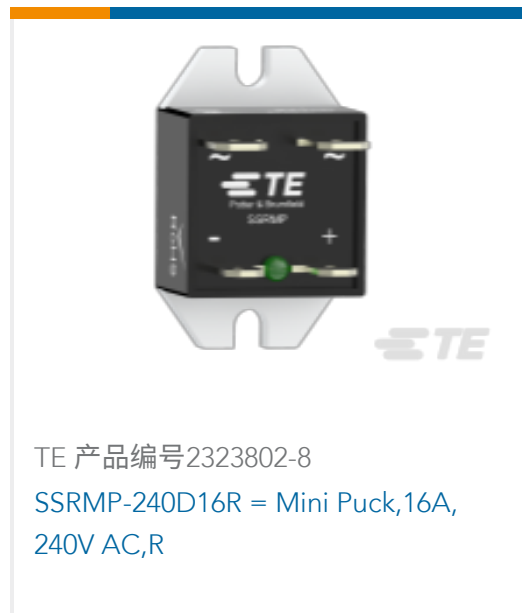 ~ ~
TE
Potter & Brumfield
SSRMP
- +
RoHS
TE
TE 产品编号2323802-8
SSRMP-240D16R = Mini Puck,16A,
240V AC,R